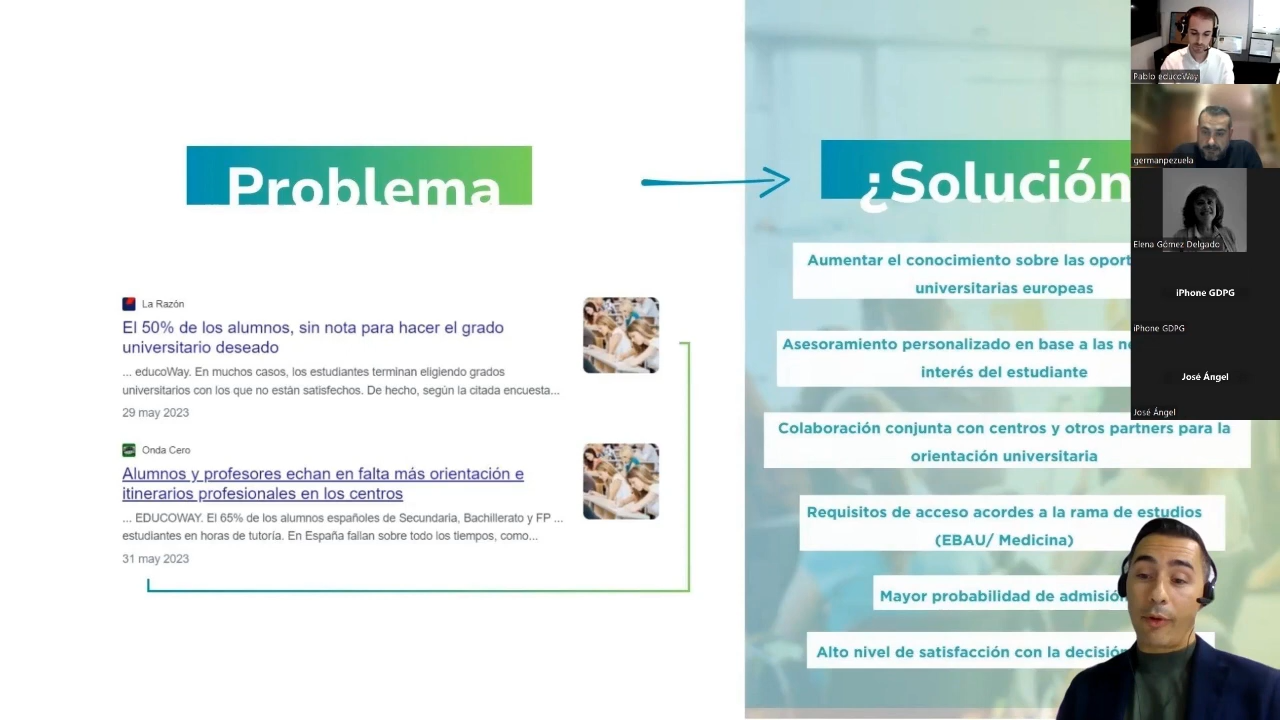 Problema
La Razón
El 50% de los alumnos, sin nota para hacer el grado
universitario deseado
... educoWay. En muchos casos, los estudiantes terminan eligiendo grados
universitarios con los que no están satisfechos. De hecho, según la citada encuesta...
29 may 2023
Onda Cero
Alumnos y profesores echan en falta más orientación e
itinerarios profesionales en los centros
... EDUCOWAY. El 65% de los alumnos españoles de Secundaria, Bachillerato y FP ...
estudiantes en horas de tutoría. En España fallan sobre todo los tiempos, como...
31 may 2023
¿Solución
Aumentar el conocimiento sobre las oport
universitarias europeas
Asesoramiento personalizado en base a las
interés del estudiante
Colaboración conjunta con centros y otros partners para la
orientación universitaria
Requisitos de acceso acordes a la rama de estudios
(EBAU/ Medicina)
Mayor probabilidad de admisión
Alto nivel de satisfacción con la decisión
Pablo educoWay
germanpezuela
Elena Gómez Delgado
iPhone GDPG
iPhone GDPG
José Ángel
José Ángel